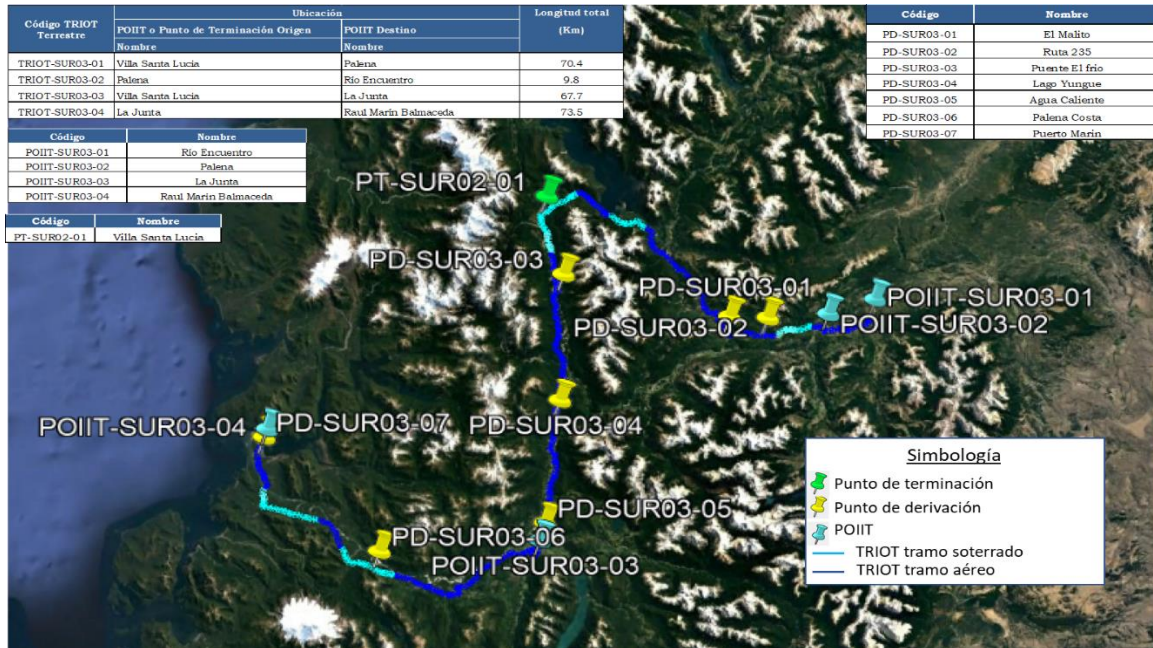 Código TRIOT Terrestre
Ubicación
Longitud total (Km)
POIIT o Punto de Terminación Origen
POIIT Destino
Nombre
Nombre
TRIOT-SUR03-01 Villa Santa Lucia Palena 70.4
TRIOT-SUR03-02 Palena Río Encuentro 9.8
TRIOT-SUR03-03 Villa Santa Lucia La Junta 67.7
TRIOT-SUR03-04 La Junta Raul Marin Balmaceda 73.5
Código Nombre
PD-SUR03-01 El Malito
PD-SUR03-02 Ruta 235
PD-SUR03-03 Puente El frío
PD-SUR03-04 Lago Yungue
PD-SUR03-05 Agua Caliente
PD-SUR03-06 Palena Costa
PD-SUR03-07 Puerto Marin
Código Nombre
POIIT-SUR03-01 Río Encuentro
POIIT-SUR03-02 Palena
POIIT-SUR03-03 La Junta
POIIT-SUR03-04 Raul Marin Balmaceda
Código Nombre
PT-SUR02-01 Villa Santa Lucía
PT-SUR02-01
PD-SUR03-03
PD-SUR03-01
POIIT-SUR03-01
PD-SUR03-02
POIIT-SUR03-02
POIIT-SUR03-04
PD-SUR03-07
PD-SUR03-04
PD-SUR03-05
PD-SUR03-06
POIIT-SUR03-03
Simbología
Punto de terminación
Punto de derivación
POIIT
TRIOT tramo soterrado
TRIOT tramo aéreo